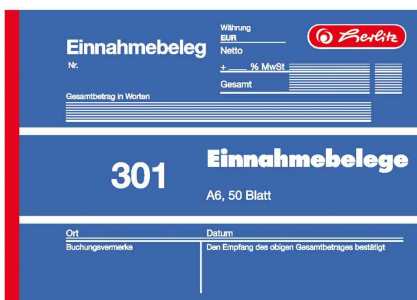 Währung
EUR
Einnahmebeleg
Netto
Nr.
+ ___ % MwSt
Gesamt
Gesamtbetrag in Worten
Herlitz
301
Einnahmebelege
A6, 50 Blatt
Ort
Datum
Buchungsvermerke
Den Empfang des obigen Gesamtbetrages bestätigt